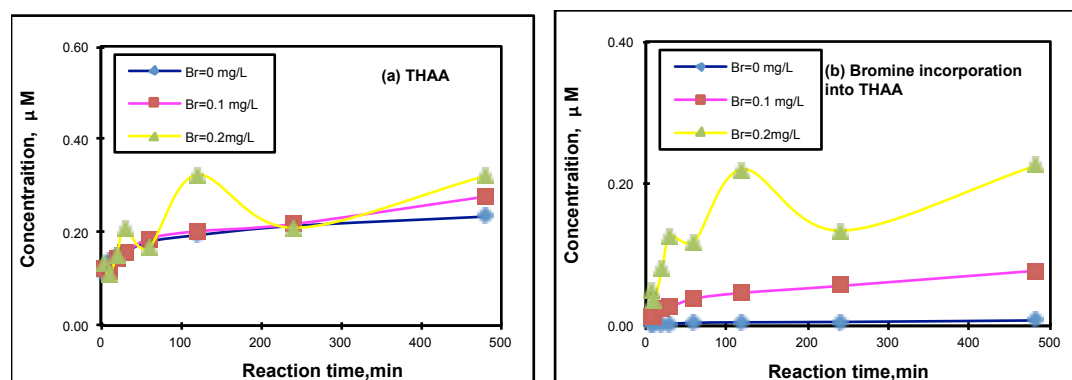 0.60
0.40
0.20
0.00
Concentraition, μ M
Br=0 mg/L
Br=0.1 mg/L
Br=0.2mg/L
(a) THAA
0 100 200 300 400 500
Reaction time,min
0.40
0.20
0.00
Concentraition, μ M
Br=0 mg/L
Br=0.1 mg/L
Br=0.2mg/L
(b) Bromine incorporation
into THAA
0 100 200 300 400 500
Reaction time,min